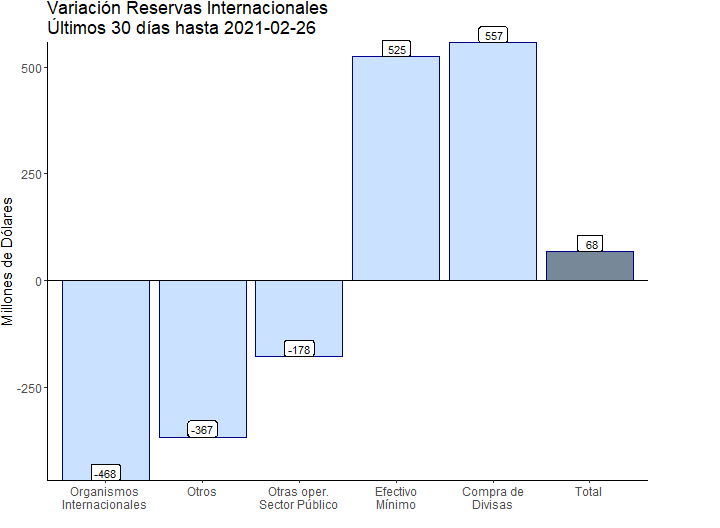 Variación Reservas Internacionales
Últimos 30 días hasta 2021-02-26
Millones de Dólares
500
250
0
-250
-468
-367
-178
525
557
68
Organismos
Internacionales
Otros
Otras oper.
Sector Público
Efectivo
Mínimo
Compra de
Divisas
Total